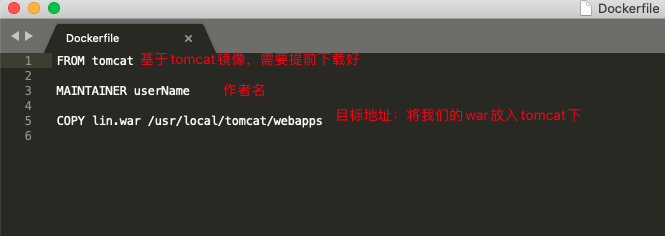 Dockerfile
Dockerfile ×
1 FROM tomcat 基于tomcat镜像，需要提前下载好
2
3 MAINTAINER userName 作者名
4
5 COPY lin.war /usr/local/tomcat/webapps 目标地址：将我们的war放入tomcat下
6